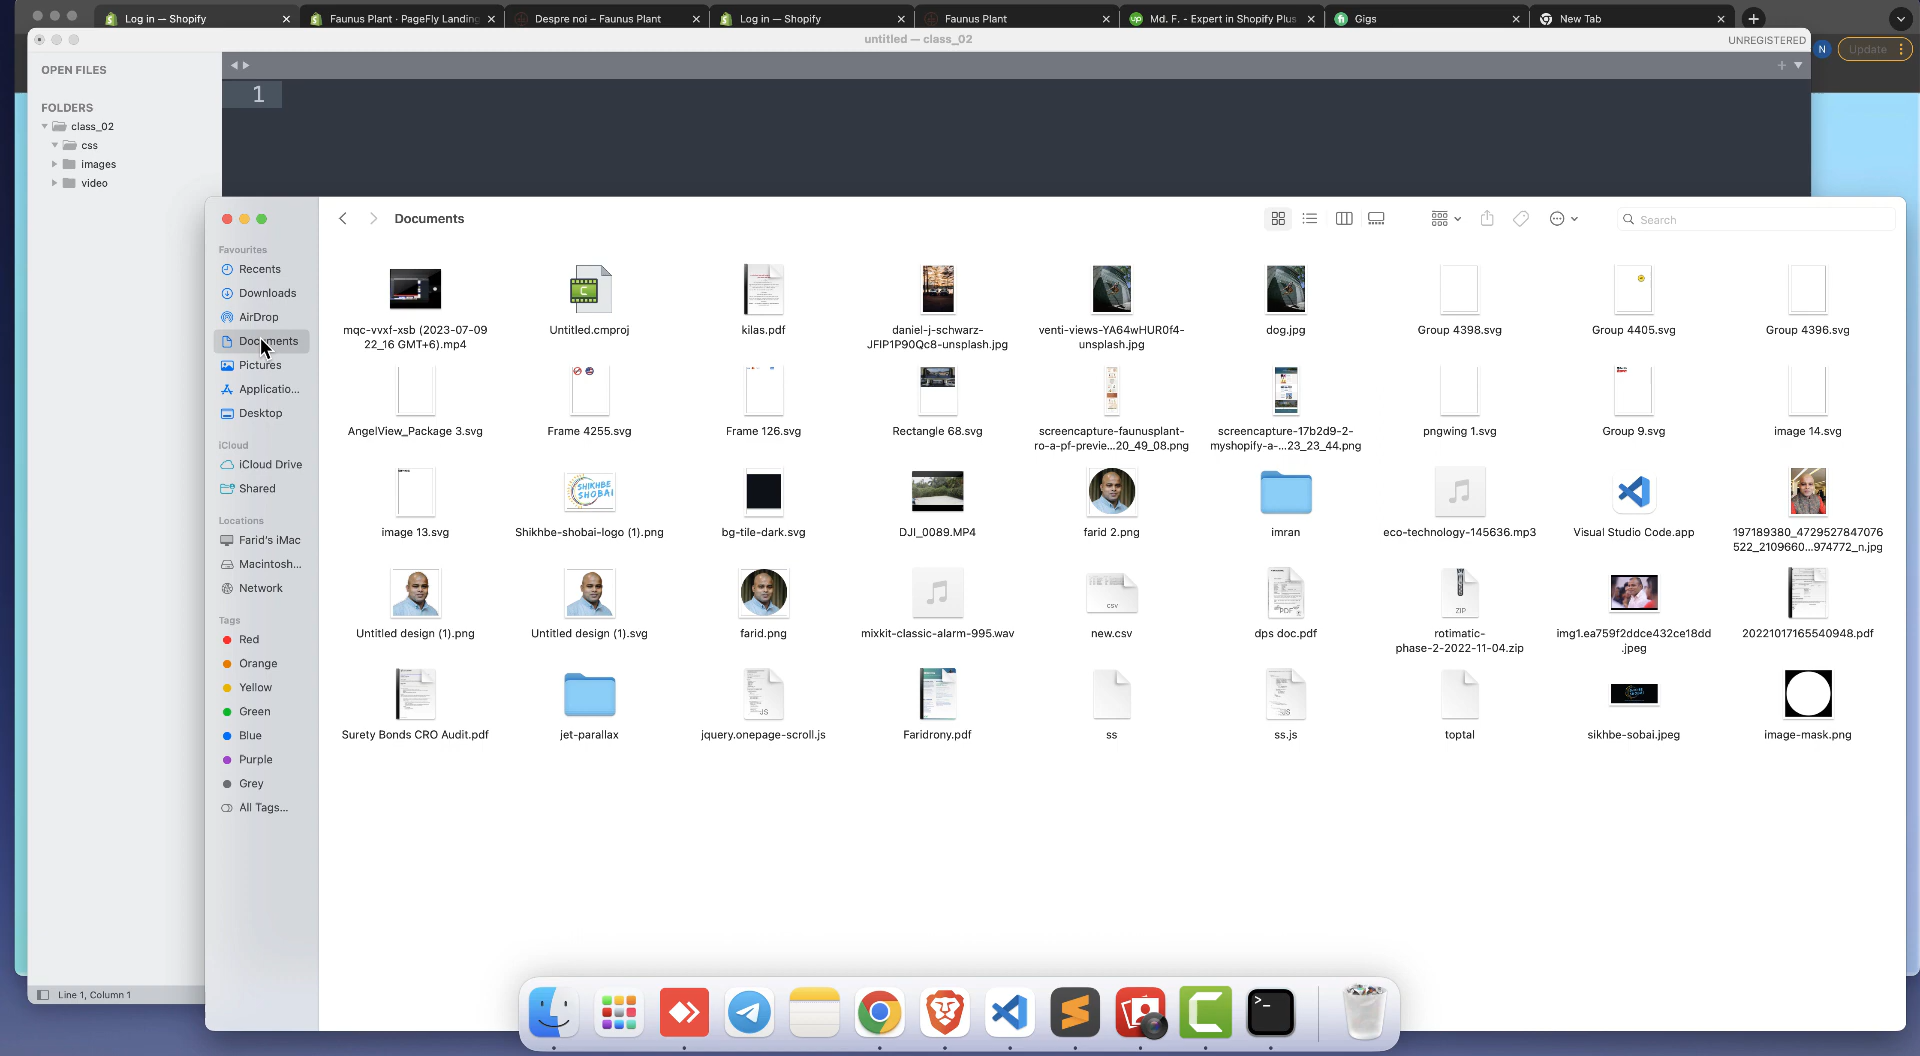 Log in — Shopify
Faunus Plant · PageFly Landing
Despre noi – Faunus Plant
Log in — Shopify
Faunus Plant
Md. F. - Expert in Shopify Plus
Gigs
New Tab
untitled — class_02
UNREGISTERED
N
Update
OPEN FILES
1
FOLDERS
class_02
css
images
video
Documents
Search
Favourites
Recents
Downloads
AirDrop
Documents
Pictures
Applicatio...
Desktop
iCloud
iCloud Drive
Shared
Locations
Farid's iMac
Macintosh...
Network
Tags
Red
Orange
Yellow
Green
Blue
Purple
Grey
All Tags...
mqc-vvxf-xsb (2023-07-09
22_16 GMT+6).mp4
Untitled.cmproj
kilas.pdf
daniel-j-schwarz-
JFIP1P90Qc8-unsplash.jpg
venti-views-YA64wHUR0f4-
unsplash.jpg
dog.jpg
Group 4398.svg
Group 4405.svg
Group 4396.svg
AngelView_Package 3.svg
Frame 4255.svg
Frame 126.svg
Rectangle 68.svg
screencapture-faunusplant-
ro-a-pf-previe...20_49_08.png
screencapture-17b2d9-2-
myshopify-a-...23_23_44.png
pngwing 1.svg
Group 9.svg
image 14.svg
SHIKHBE
SHOBAI
image 13.svg
Shikhbe-shobai-logo (1).png
bg-tile-dark.svg
DJI_0089.MP4
farid 2.png
imran
eco-technology-145636.mp3
Visual Studio Code.app
197189380_4729527847076
522_2109660...974772_n.jpg
CSV
PDF
ZIP
Untitled design (1).png
Untitled design (1).svg
farid.png
mixkit-classic-alarm-995.wav
new.csv
dps doc.pdf
rotimatic-
phase-2-2022-11-04.zip
img1.ea759f2ddce432ce18dd
.jpeg
20221017165540948.pdf
JS
JS
Surety Bonds CRO Audit.pdf
jet-parallax
jquery.onepage-scroll.js
Faridrony.pdf
ss
ss.js
toptal
sikhbe-sobai.jpeg
image-mask.png
Line 1, Column 1